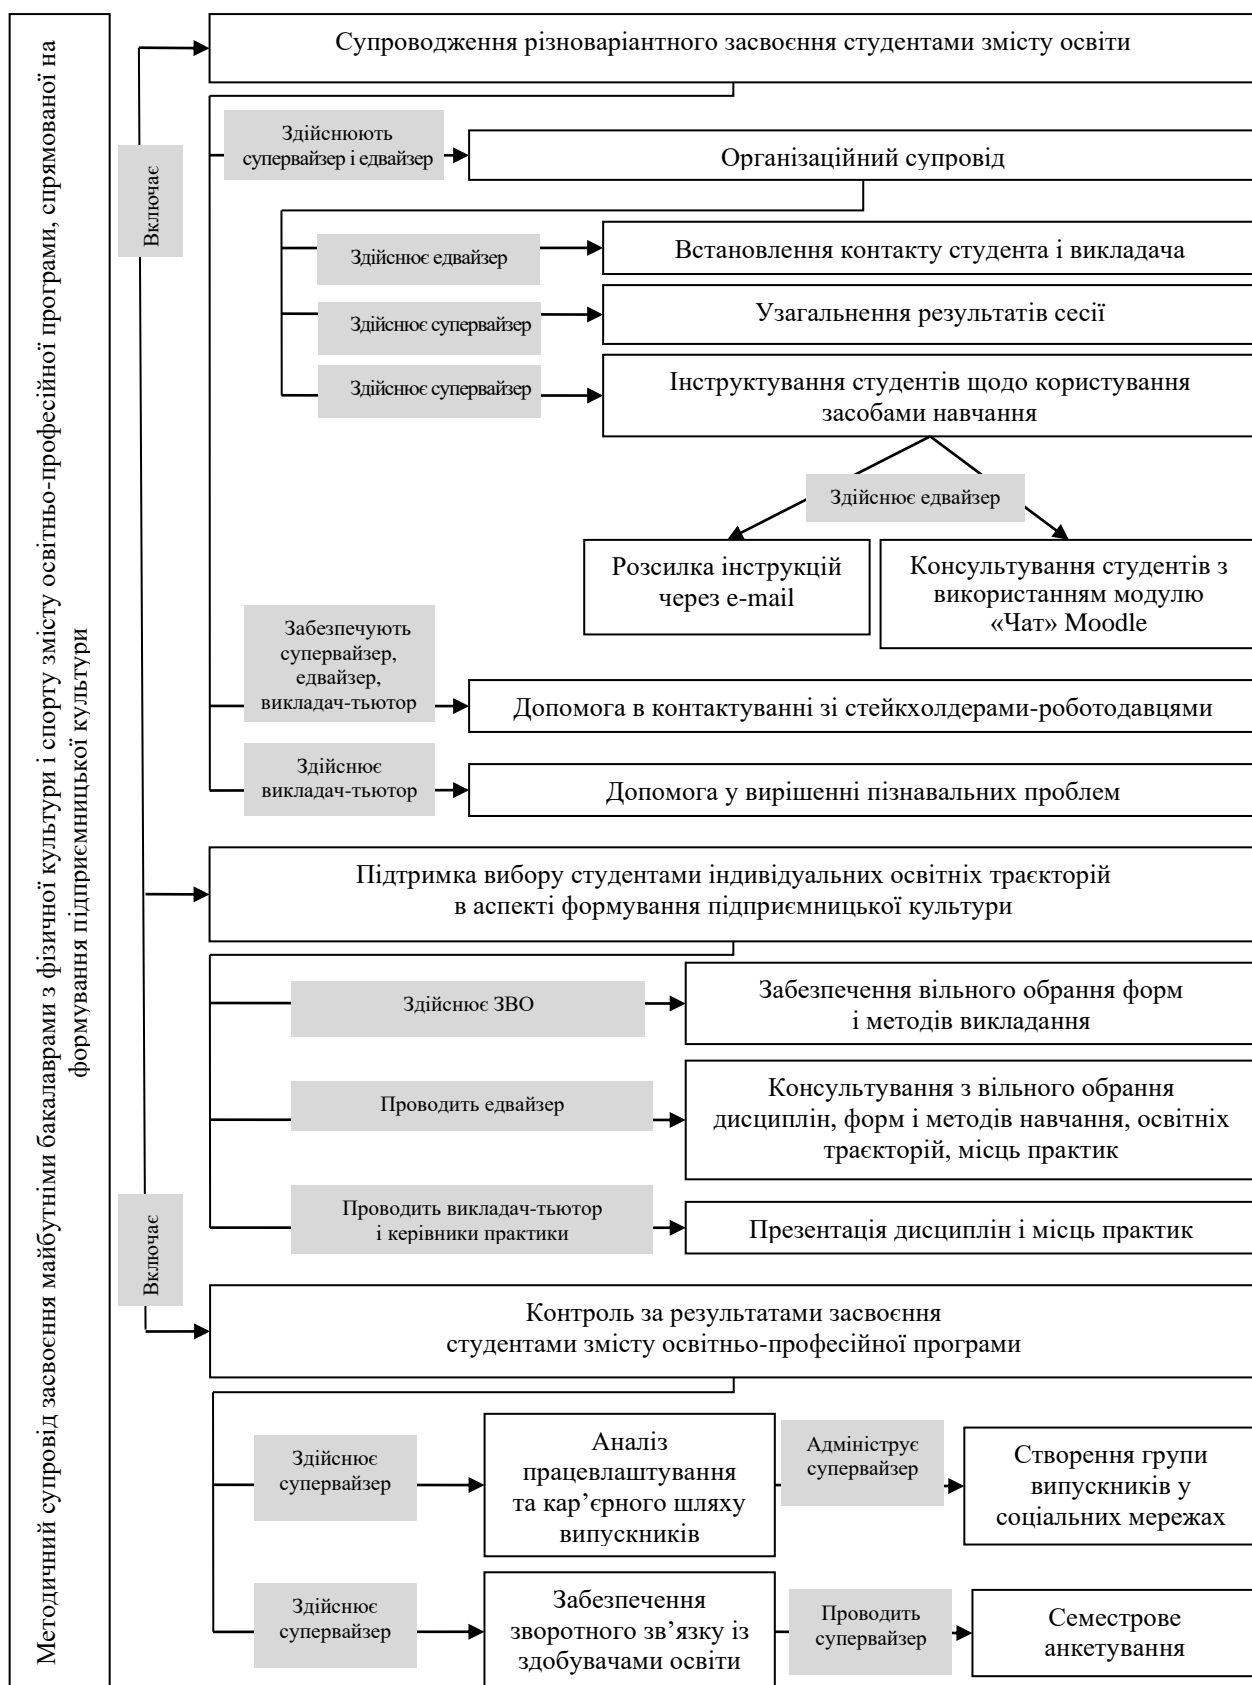 Методичний супровід засвоєння майбутніми бакалаврами з фізичної культури і спорту змісту освітньо-професійної програми, спрямованої на
формування підприємницької культури
Включає
Супроводження різноваріантного засвоєння студентами змісту освіти
Здійснюють
супервайзер і едвайзер
Організаційний супровід
Здійснює едвайзер
Встановлення контакту студента і викладача
Здійснює супервайзер
Узагальнення результатів сесії
Здійснює супервайзер
Інструктування студентів щодо користування
засобами навчання
Здійснює едвайзер
Розсилка інструкцій
через e-mail
Консультування студентів з
використанням модулю
«Чат» Moodle
Забезпечують
супервайзер,
едвайзер,
викладач-тьютор
Допомога в контактуванні зі стейкхолдерами-роботодавцями
Здійснює
викладач-тьютор
Допомога у вирішенні пізнавальних проблем
Підтримка вибору студентами індивідуальних освітніх траєкторій
в аспекті формування підприємницької культури
Здійснює ЗВО
Забезпечення вільного обрання форм
і методів викладання
Проводить едвайзер
Консультування з вільного обрання
дисциплін, форм і методів навчання, освітніх
траєкторій, місць практик
Проводить викладач-тьютор
і керівники практики
Презентація дисциплін і місць практик
Включає
Контроль за результатами засвоєння
студентами змісту освітньо-професійної програми
Здійснює
супервайзер
Аналіз
працевлаштування
та кар’єрного шляху
випускників
Адмініструє
супервайзер
Створення групи
випускників у
соціальних мережах
Здійснює
супервайзер
Забезпечення
зворотного зв’язку із
здобувачами освіти
Проводить
супервайзер
Семестрове
анкетування